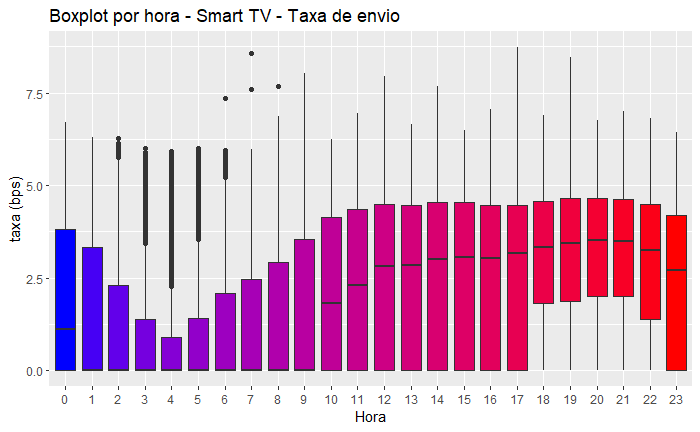 Boxplot por hora - Smart TV - Taxa de envio
taxa (bps)
7.5
5.0
2.5
0.0
0 1 2 3 4 5 6 7 8 9 10 11 12 13 14 15 16 17 18 19 20 21 22 23
Hora